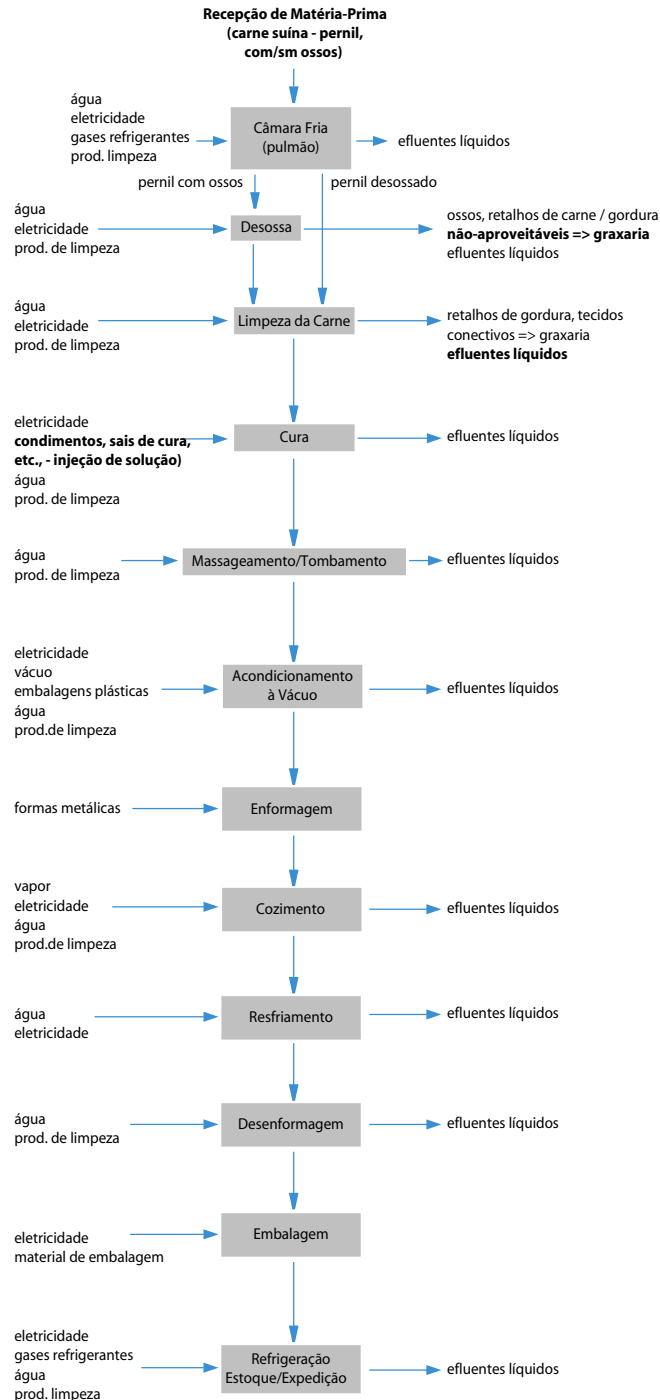 Recepção de Matéria-Prima
(carne suína - pernil,
com/sm ossos)
água
eletricidade
gases refrigerantes
prod. limpeza
Câmara Fria
(pulmão)
efluentes líquidos
pernil com ossos
pernil desossado
água
eletricidade
prod. de limpeza
Desossa
ossos, retalhos de carne / gordura
não-aproveitáveis => graxaria
efluentes líquidos
água
eletricidade
prod. de limpeza
Limpeza da Carne
retalhos de gordura, tecidos
conectivos => graxaria
efluentes líquidos
eletricidade
condimentos, sais de cura,
etc., - injeção de solução)
água
prod. de limpeza
Cura
efluentes líquidos
água
prod. de limpeza
Massageamento/Tombamento
efluentes líquidos
eletricidade
vácuo
embalagens plásticas
água
prod.de limpeza
Acondicionamento
à Vácuo
efluentes líquidos
formas metálicas
Enformagem
vapor
eletricidade
água
prod.de limpeza
Cozimento
efluentes líquidos
água
eletricidade
Resfriamento
efluentes líquidos
água
prod. de limpeza
Desenformagem
efluentes líquidos
eletricidade
material de embalagem
Embalagem
eletricidade
gases refrigerantes
água
prod. limpeza
Refrigeração
Estoque/Expedição
efluentes líquidos